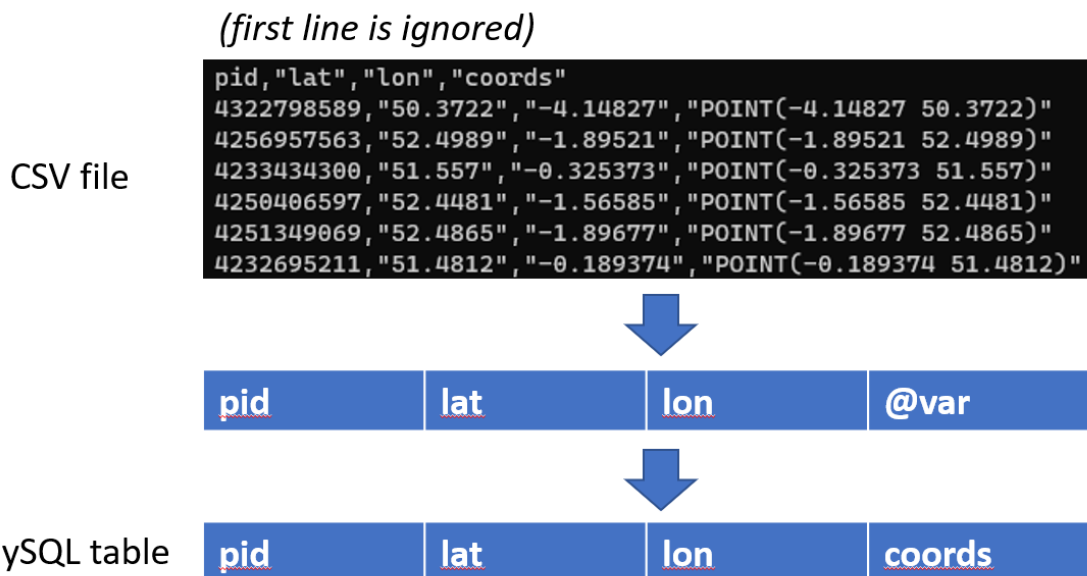 (first line is ignored)
pid,"lat","lon","coords"
4322798589,"50.3722","-4.14827","POINT(-4.14827 50.3722)"
4256957563,"52.4989","-1.89521","POINT(-1.89521 52.4989)"
CSV file
4233434300,"51.557","-0.325373","POINT(-0.325373 51.557)"
4250406597,"52.4481","-1.56585","POINT(-1.56585 52.4481)"
4251349069,"52.4865","-1.89677","POINT(-1.89677 52.4865)"
4232695211,"51.4812","-0.189374","POINT(-0.189374 51.4812)"
pid lat lon @var
ySQL table pid lat lon coords